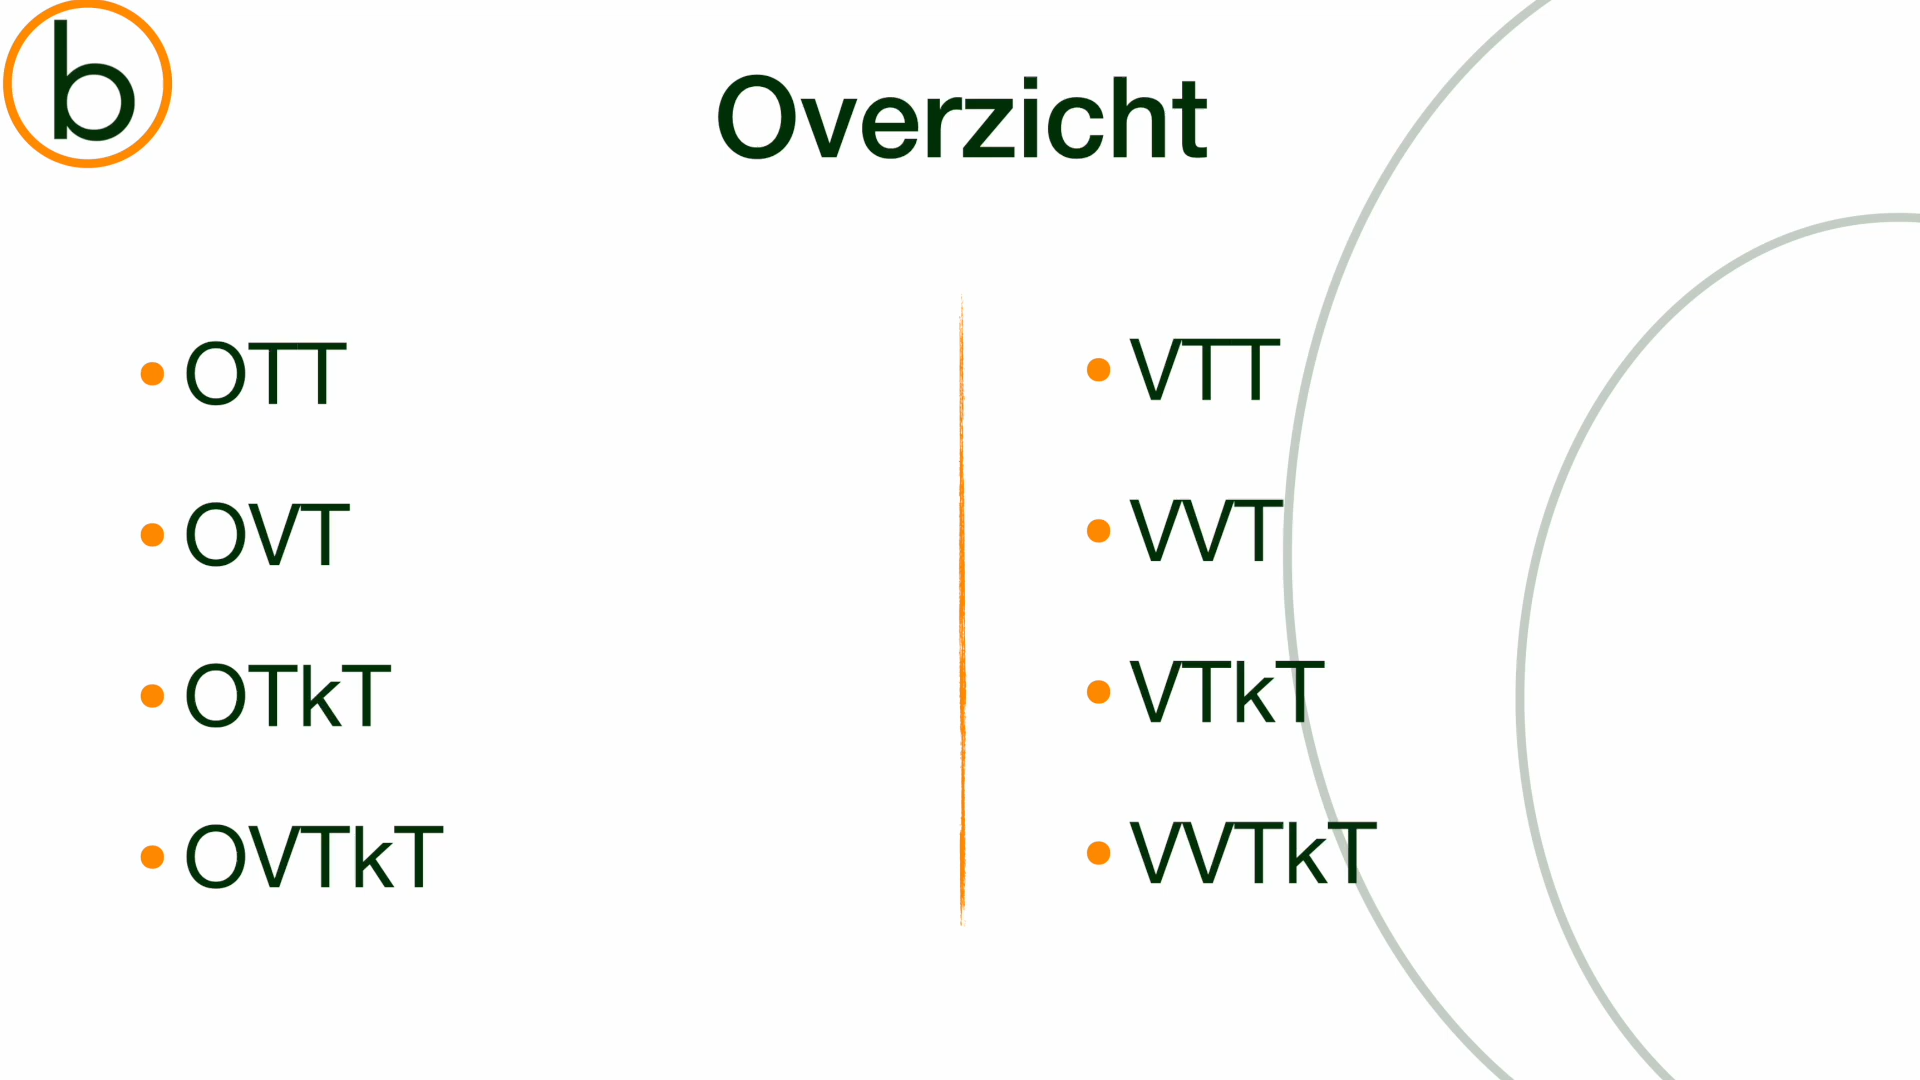 b
Overzicht
• OTT
• OVT
• OTkT
• OVTkT
• VTT
• VVT
• VTkT
• VVTkT